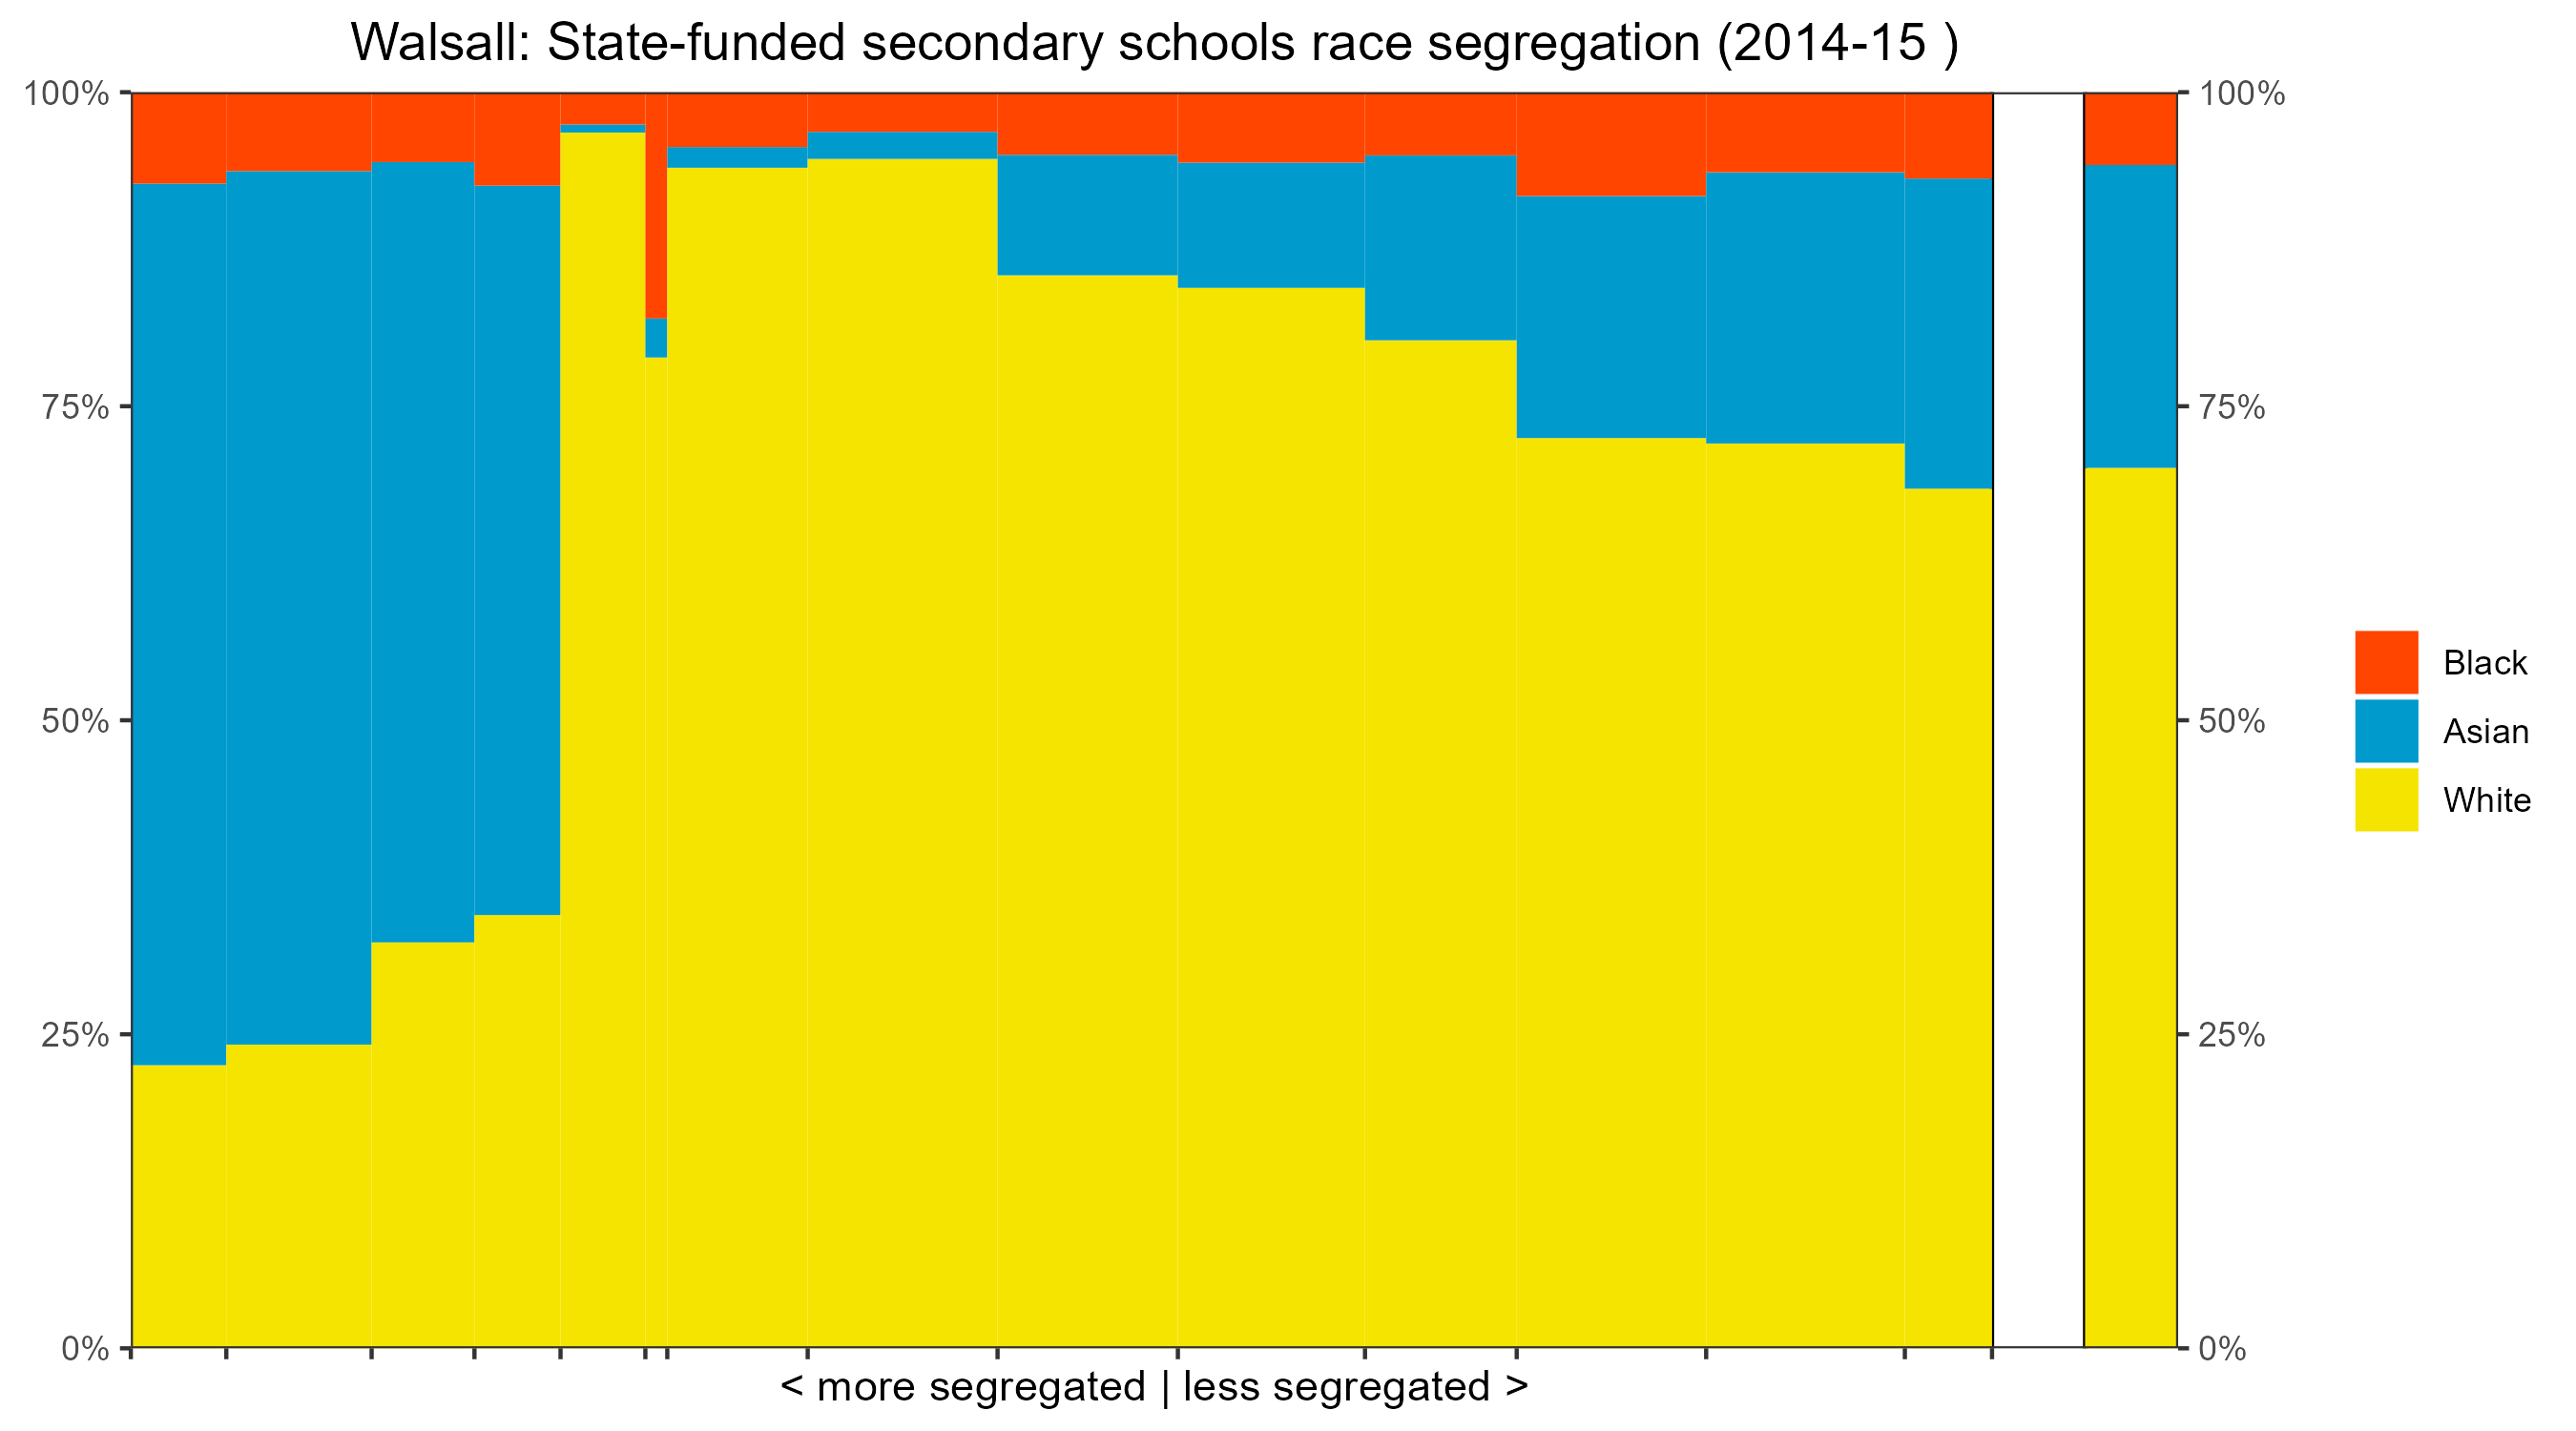 Walsall: State-funded secondary schools race segregation (2014-15 )
100%
100%
75%
75%
50%
50%
25%
25%
0%
0%
Black
Asian
White
< more segregated | less segregated >